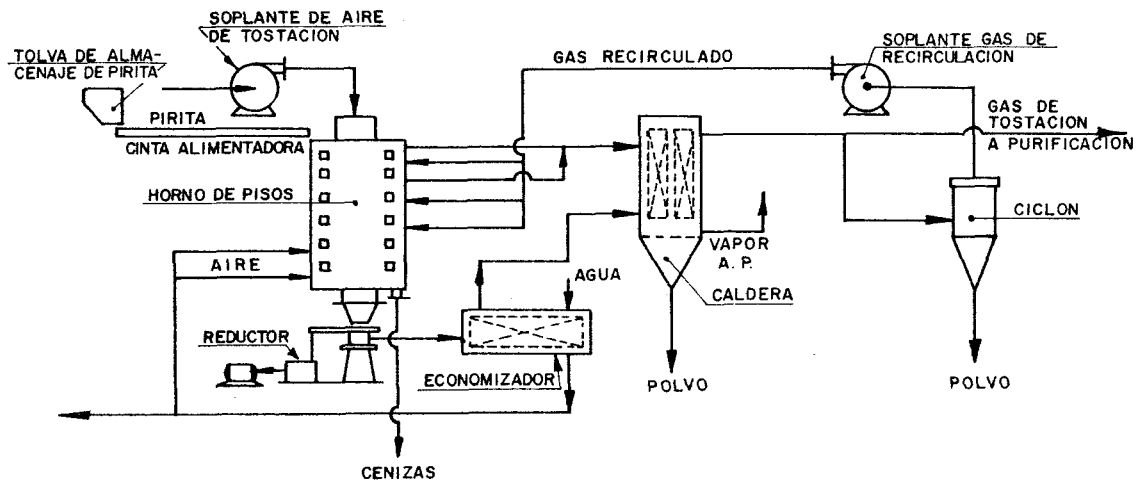 SOPLANTE DE AIRE
DE TOSTACION
TOLVA DE ALMA-
CENAJE DE PIRITA
PIRITA
CINTA ALIMENTADORA
GAS RECIRCULADO
SOPLANTE GAS DE
RECIRCULACION
GAS DE
TOSTACION
A PURIFICACION
HORNO DE PISOS
CICLON
AIRE
VAPOR
A. P.
AGUA
CALDERA
REDUCTOR
ECONOMIZADOR
POLVO
POLVO
CENIZAS